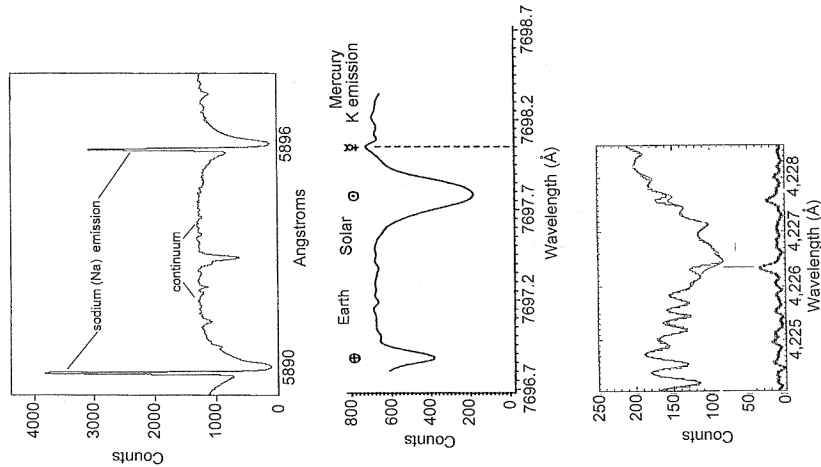 4000
3000
2000
1000
0
Counts
sodium (Na) emission
continuum
5890
5896
Angstroms
800
600
400
200
0
Counts
⊕
☉
☿
Earth
Solar
Mercury
K emission
7696.7
7697.2
7697.7
7698.2
7698.7
Wavelength (Å)
250
200
150
100
50
0
Counts
4,225
4,226
4,227
4,228
Wavelength (Å)